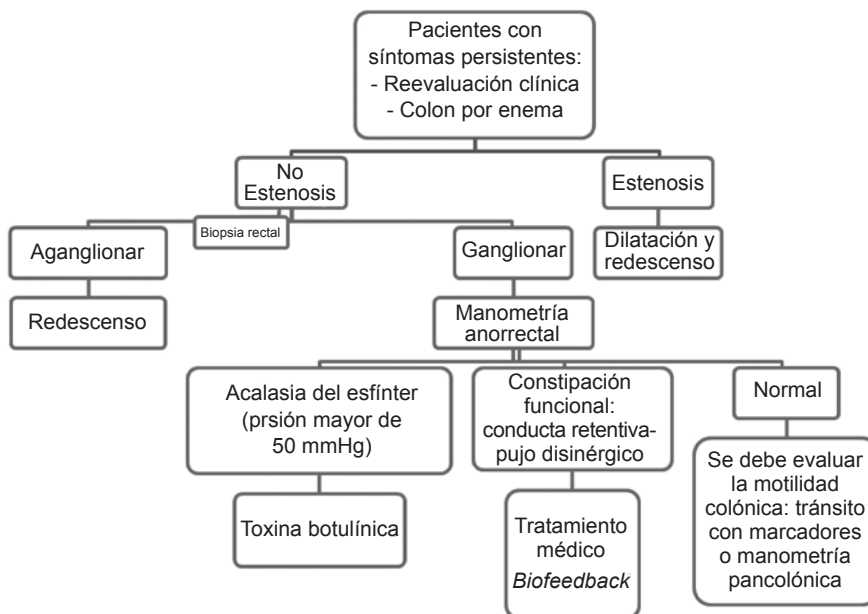 Pacientes con
síntomas persistentes:
- Reevaluación clínica
- Colon por enema
No
Estenosis
Estenosis
Biopsia rectal
Dilatación y
redescenso
Aganglionar
Ganglionar
Redescenso
Manometría
anorrectal
Acalasia del esfínter
(prsión mayor de
50 mmHg)
Constipación
funcional:
conducta retentiva-
pujo disinérgico
Normal
Toxina botulínica
Tratamiento
médico
Biofeedback
Se debe evaluar
la motilidad
colónica: tránsito
con marcadores
o manometría
pancolónica